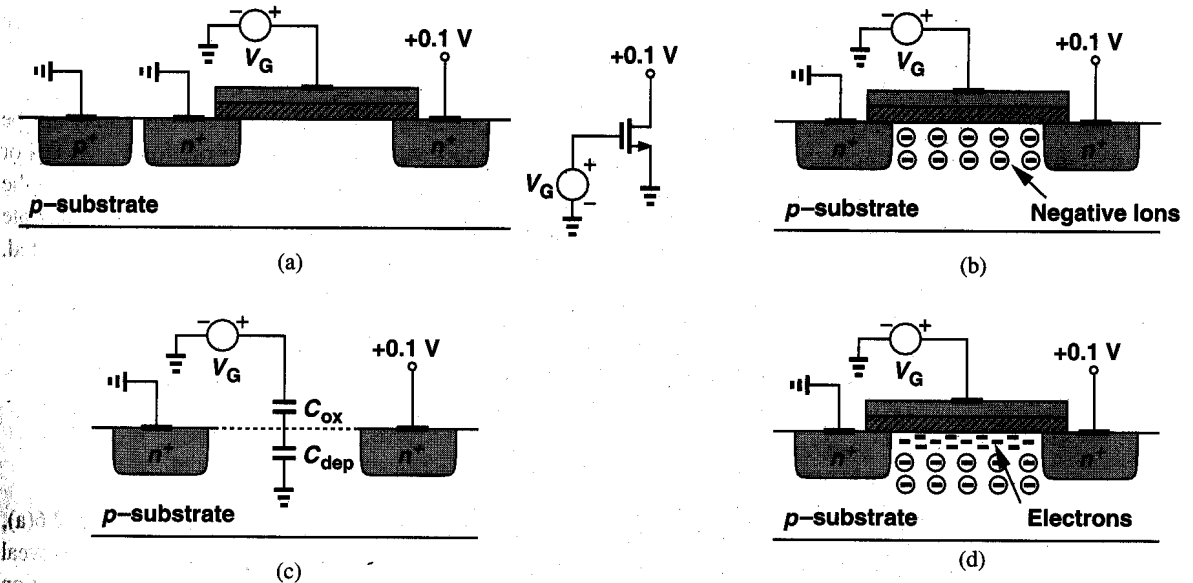 − +
V_G
+0.1 V
p+
n+
n+
p–substrate
(a)
+0.1 V
V_G
+
−
− +
V_G
+0.1 V
n+
n+
p–substrate
Negative Ions
(b)
− +
V_G
+0.1 V
C_ox
C_dep
n+
n+
p–substrate
(c)
− +
V_G
+0.1 V
n+
n+
p–substrate
Electrons
(d)
6(a),